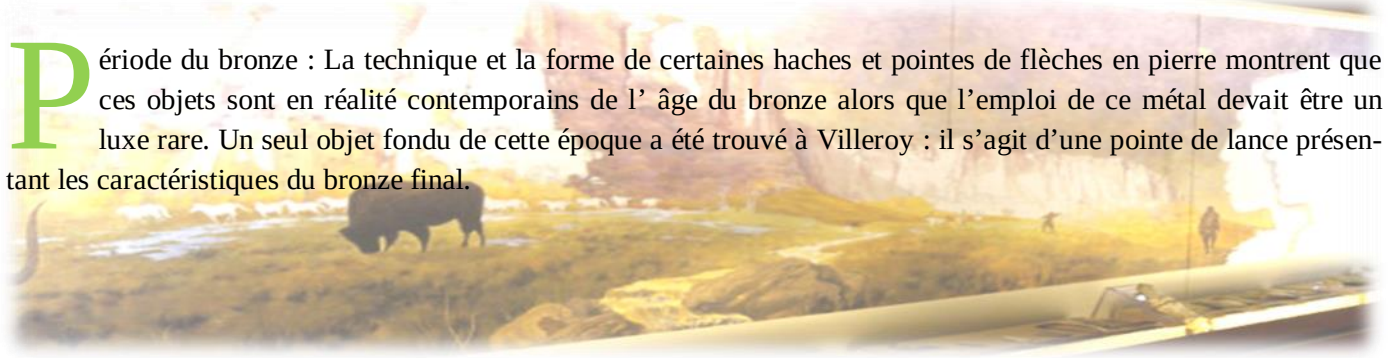 Période du bronze : La technique et la forme de certaines haches et pointes de flèches en pierre montrent que
ces objets sont en réalité contemporains de l’ âge du bronze alors que l’emploi de ce métal devait être un
luxe rare. Un seul objet fondu de cette époque a été trouvé à Villeroy : il s’agit d’une pointe de lance présen-
tant les caractéristiques du bronze final.